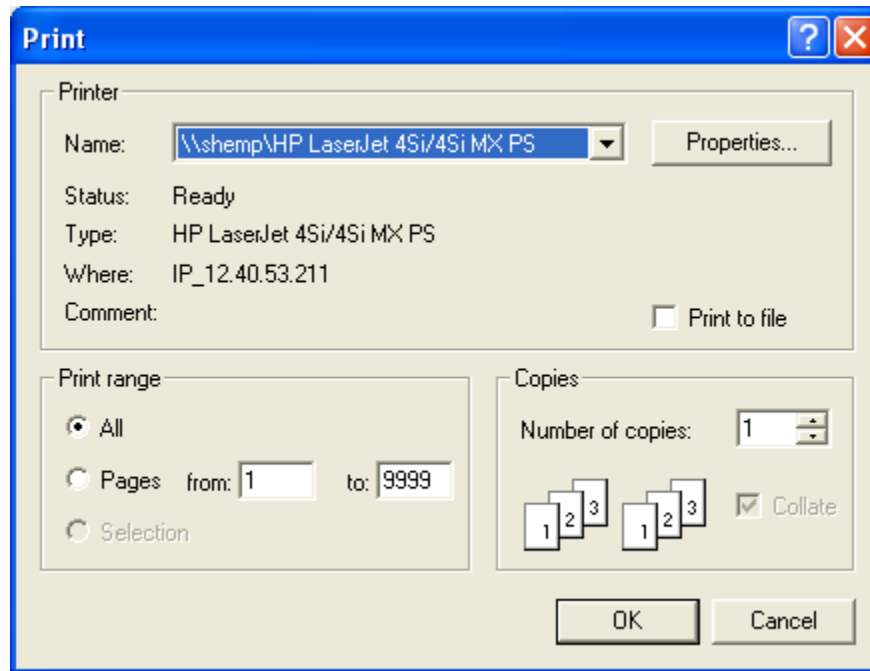 Print
Printer
Name: \\shemp\HP LaserJet 4Si/4Si MX PS Properties...
Status: Ready
Type: HP LaserJet 4Si/4Si MX PS
Where: IP_12.40.53.211
Comment: Print to file
Print range
All
Pages from: 1 to: 9999
Selection
Copies
Number of copies: 1
1 2 3 1 2 3 Collate
OK Cancel